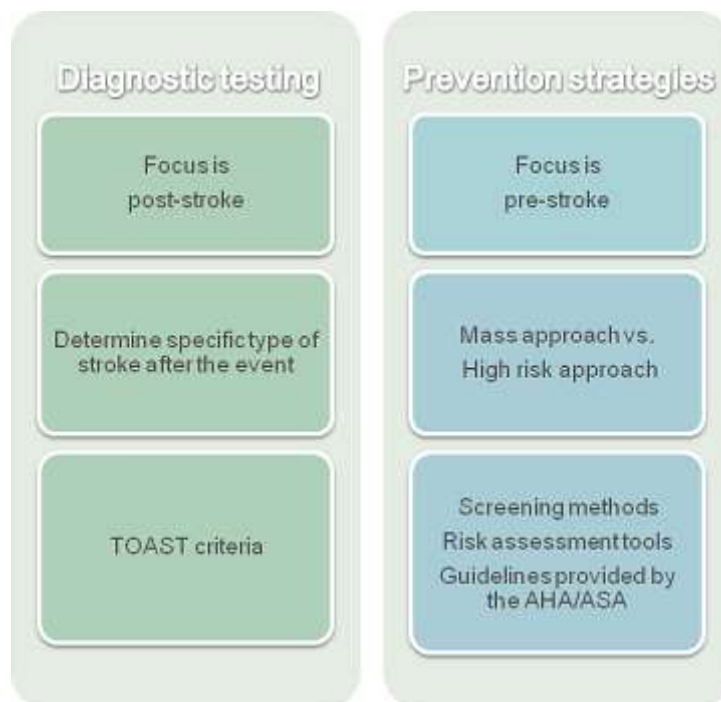 Diagnostic testing
Focus is
post-stroke
Determine specific type of
stroke after the event
TOAST criteria
Prevention strategies
Focus is
pre-stroke
Mass approach vs.
High risk approach
Screening methods
Risk assessment tools
Guidelines provided by
the AHA/ASA